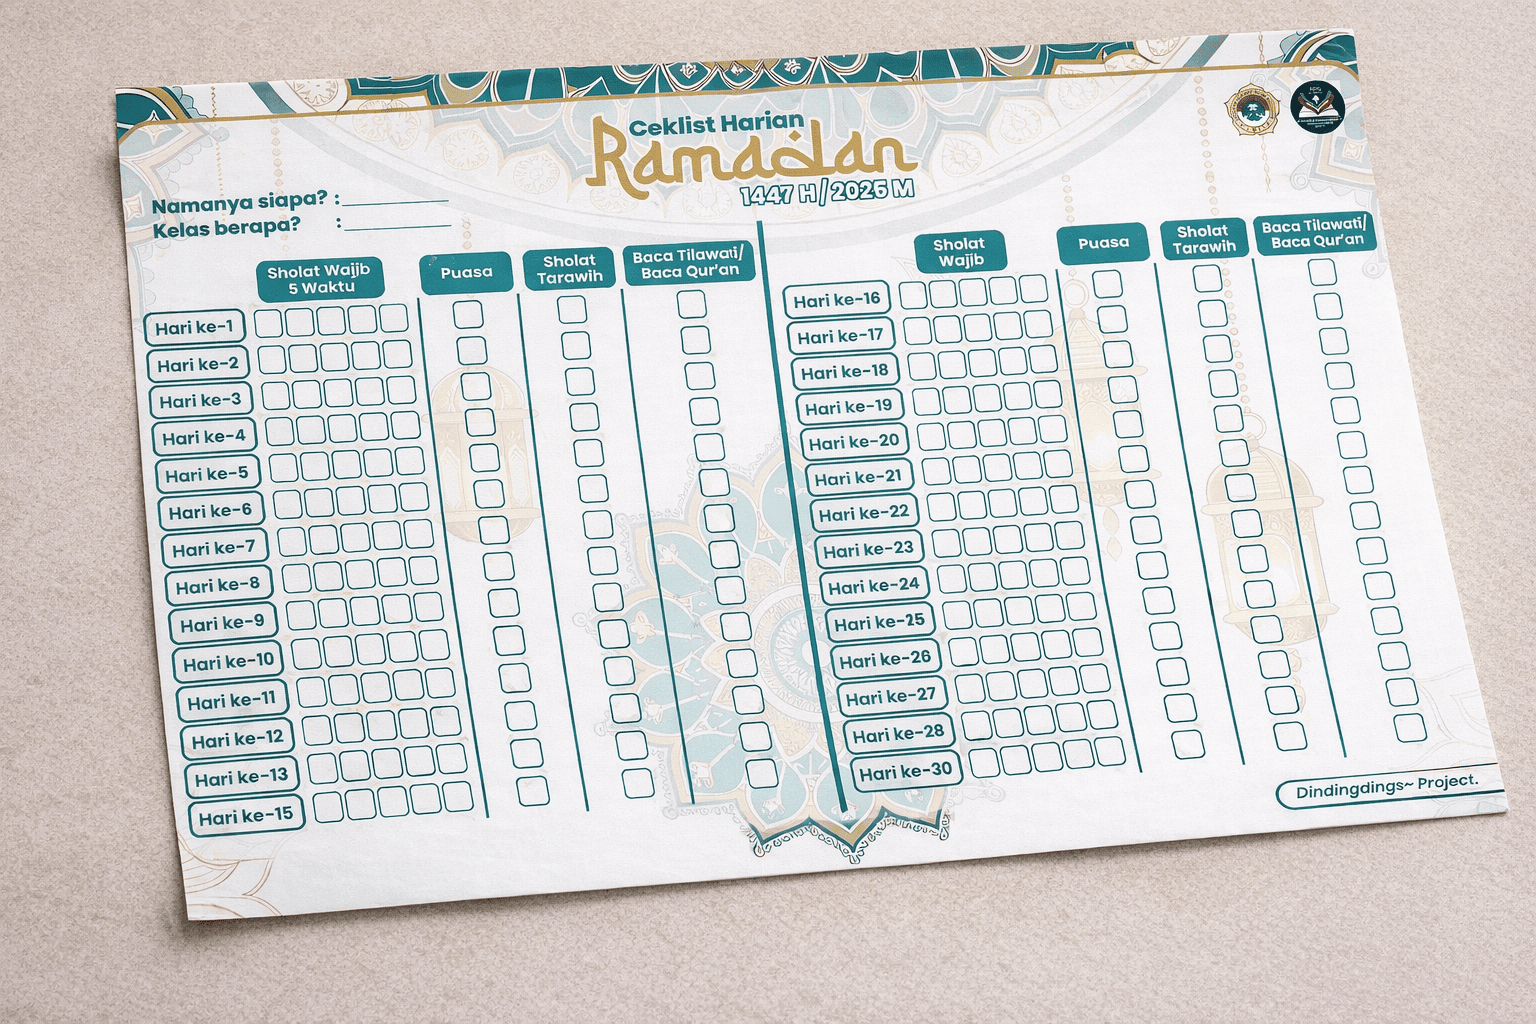 Ceklist Harian
Ramadan
1447 H / 2026 M
Namanya siapa? :
Kelas berapa? :
Sholat Wajib
5 Waktu
Puasa
Sholat
Tarawih
Baca Tilawati/
Baca Qur'an
Hari ke-1
Hari ke-2
Hari ke-3
Hari ke-4
Hari ke-5
Hari ke-6
Hari ke-7
Hari ke-8
Hari ke-9
Hari ke-10
Hari ke-11
Hari ke-12
Hari ke-13
Hari ke-15
Sholat
Wajib
Puasa
Sholat
Tarawih
Baca Tilawati/
Baca Qur'an
Hari ke-16
Hari ke-17
Hari ke-18
Hari ke-19
Hari ke-20
Hari ke-21
Hari ke-22
Hari ke-23
Hari ke-24
Hari ke-25
Hari ke-26
Hari ke-27
Hari ke-28
Hari ke-30
Dindingdings~ Project.